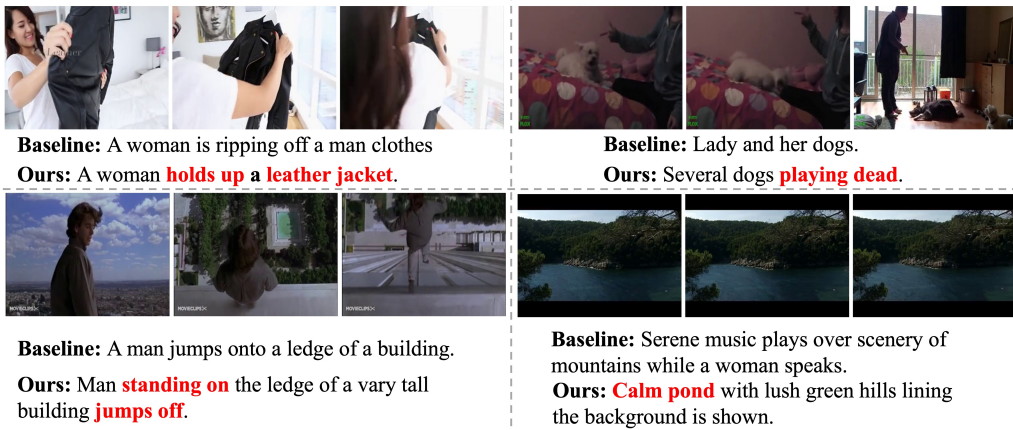 Baseline: A woman is ripping off a man clothes
Ours: A woman holds up a leather jacket.
Baseline: Lady and her dogs.
Ours: Several dogs playing dead.
MOVIECLIPS
MOVIECLIPS
MOVIECLIPS
Baseline: A man jumps onto a ledge of a building.
Ours: Man standing on the ledge of a vary tall
building jumps off.
Baseline: Serene music plays over scenery of
mountains while a woman speaks.
Ours: Calm pond with lush green hills lining
the background is shown.